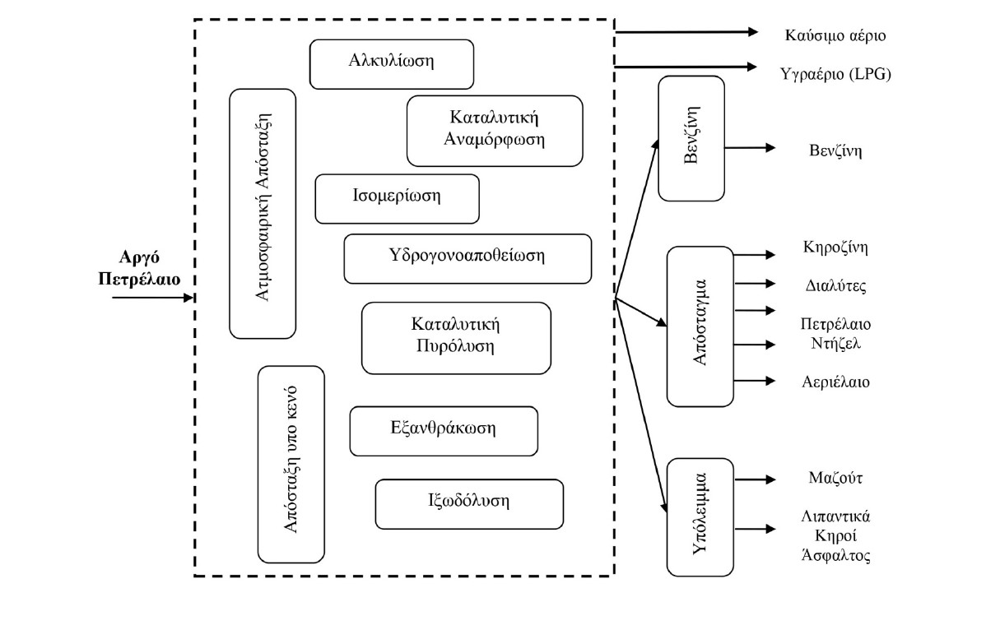 Αργό
Πετρέλαιο
Αλκυλίωση
Ατμοσφαιρική Απόσταξη
Καταλυτική
Αναμόρφωση
Ισομερίωση
Υδρογονοαποθείωση
Καταλυτική
Πυρόλυση
Απόσταξη υπο κενό
Εξανθράκωση
Ιξωδόλυση
Καύσιμο αέριο
Υγραέριο (LPG)
Βενζίνη
Βενζίνη
Απόσταγμα
Κηροζίνη
Διαλύτες
Πετρέλαιο
Ντήζελ
Αεριέλαιο
Υπόλειμμα
Μαζούτ
Λιπαντικά
Κηροί
Άσφαλτος